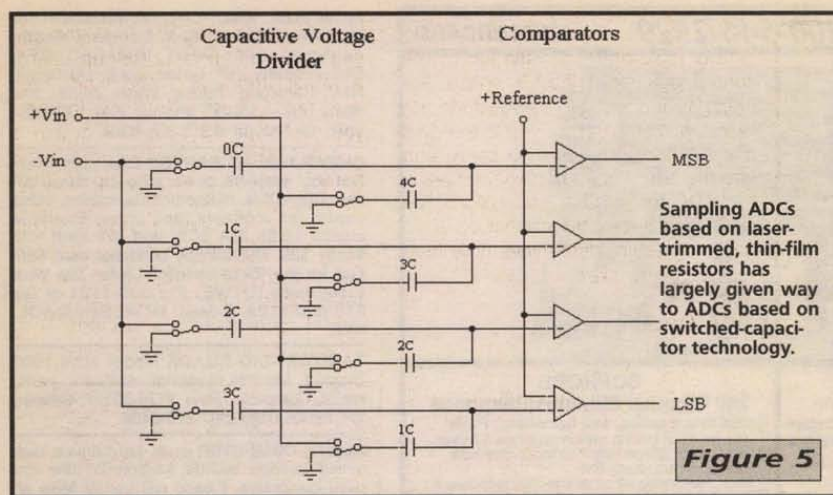 Capacitive Voltage
Divider
Comparators
+Reference
+Vin
-Vin
0C
4C
MSB
1C
3C
2C
2C
3C
1C
LSB
Sampling ADCs
based on laser-
trimmed, thin-film
resistors has
largely given way
to ADCs based on
switched-capaci-
tor technology.
Figure 5